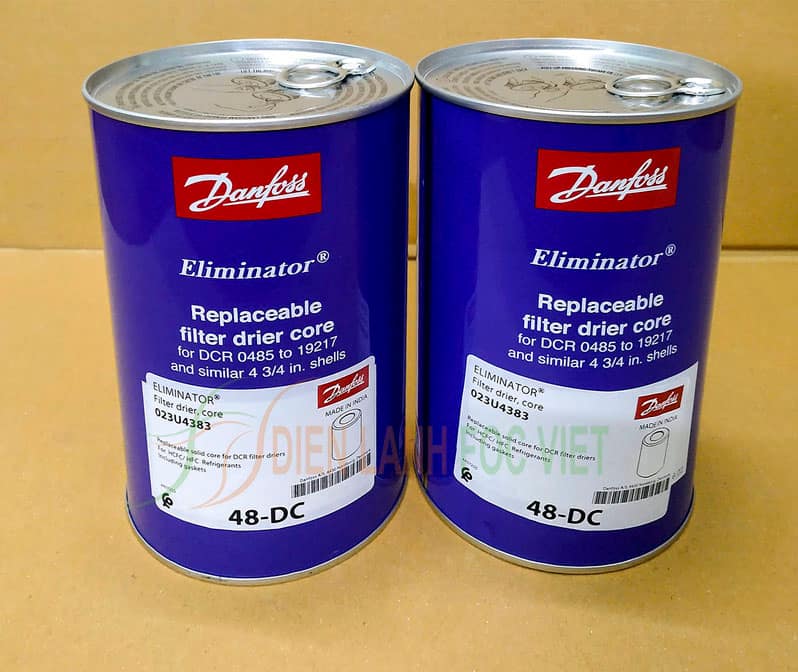 Danfoss
Eliminator®
Replaceable
filter drier core
for DCR 0485 to 19217
and similar 4 3/4 in. shells
ELIMINATOR®
Filter drier, core
023U4383
Danfoss
MADE IN INDIA
Replaceable solid core for DCR filter driers
For HCFC/ HFC Refrigerants
Including gaskets
48-DC
Danfoss
Eliminator®
Replaceable
filter drier core
for DCR 0485 to 19217
and similar 4 3/4 in. shells
ELIMINATOR®
Filter drier, core
023U4383
Danfoss
MADE IN INDIA
Replaceable solid core for DCR filter driers
For HCFC/ HFC Refrigerants
Including gaskets
48-DC
DIEN LANH ECO VIET